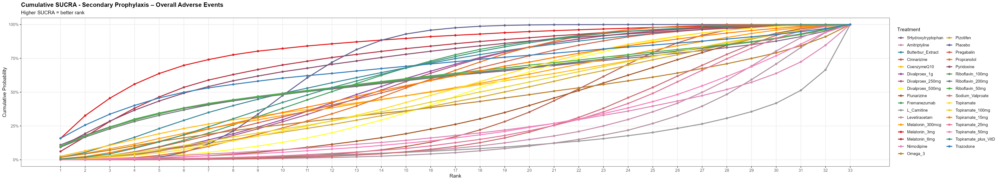 Cumulative SUCRA - Secondary Prophylaxis – Overall Adverse Events
Higher SUCRA = better rank
100%
75%
50%
25%
0%
Cumulative Probability
1 2 3 4 5 6 7 8 9 10 11 12 13 14 15 16 17 18 19 20 21 22 23 24 25 26 27 28 29 30 31 32 33
Rank
Treatment
5Hydroxytryptophan
Amitriptyline
Butterbur_Extract
Cinnarizine
CoenzymeQ10
Divalproex_1g
Divalproex_250mg
Divalproex_500mg
Flunarizine
Fremanezumab
L_Carnitine
Levetiracetam
Melatonin_300mcg
Melatonin_3mg
Melatonin_6mg
Nimodipine
Omega_3
Pizotifen
Placebo
Pregabalin
Propranolol
Pyridoxine
Riboflavin_100mg
Riboflavin_200mg
Riboflavin_50mg
Sodium_Valproate
Topiramate
Topiramate_100mg
Topiramate_15mg
Topiramate_25mg
Topiramate_50mg
Topiramate_plus_VitD
Trazodone